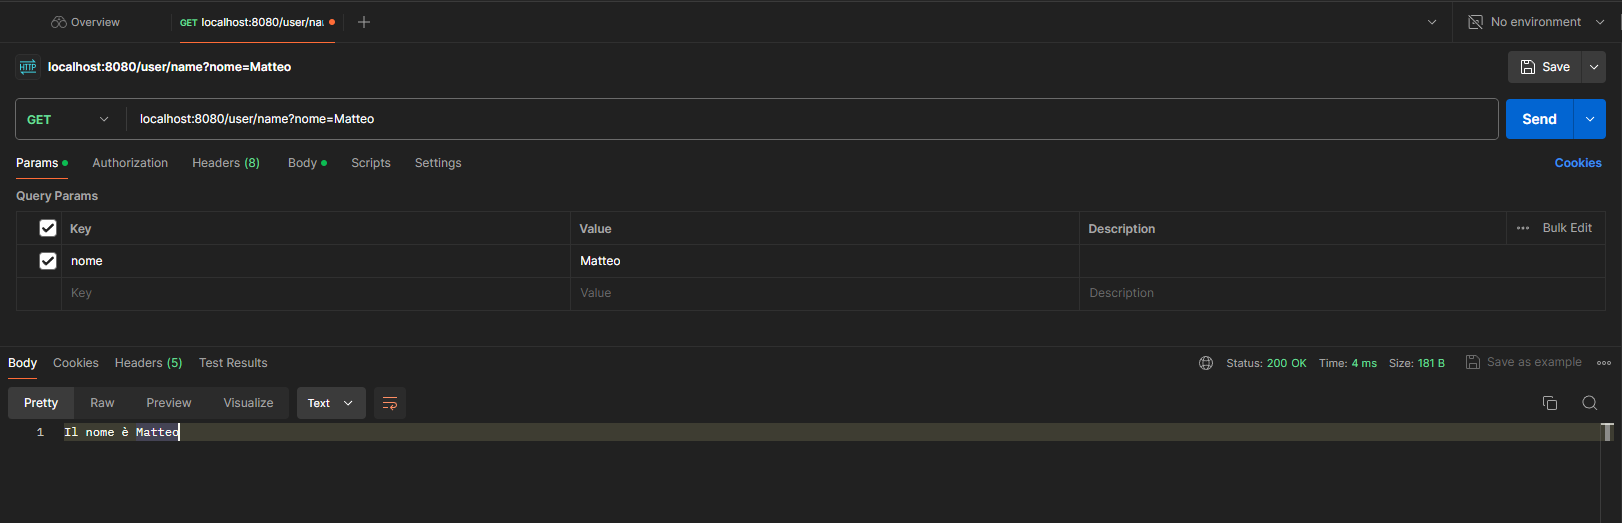 Overview
GET localhost:8080/user/na
No environment
HTTP localhost:8080/user/name?nome=Matteo
Save
GET localhost:8080/user/name?nome=Matteo
Send
Params Authorization Headers (8) Body Scripts Settings Cookies
Query Params
Key Value Description ••• Bulk Edit
nome Matteo
Key Value Description
Body Cookies Headers (5) Test Results Status: 200 OK Time: 4 ms Size: 181 B Save as example
Pretty Raw Preview Visualize Text
1 Il nome è Matteo